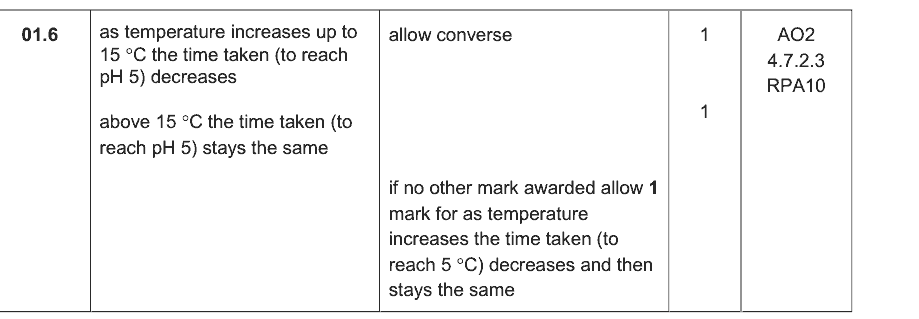 01.6
as temperature increases up to
15 °C the time taken (to reach
pH 5) decreases
above 15 °C the time taken (to
reach pH 5) stays the same
allow converse
if no other mark awarded allow 1
mark for as temperature
increases the time taken (to
reach 5 °C) decreases and then
stays the same
1
1
AO2
4.7.2.3
RPA10